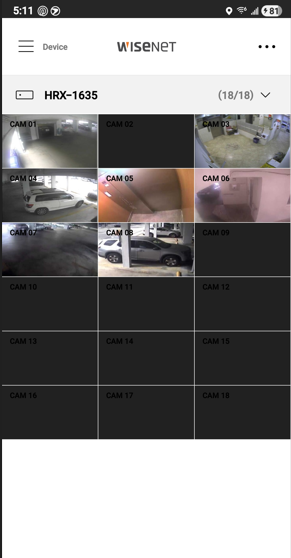 5:11 81
Device WISENET
HRX-1635 (18/18)
CAM 01 CAM 02 CAM 03
CAM 04 CAM 05 CAM 06
CAM 07 CAM 08 CAM 09
CAM 10 CAM 11 CAM 12
CAM 13 CAM 14 CAM 15
CAM 16 CAM 17 CAM 18